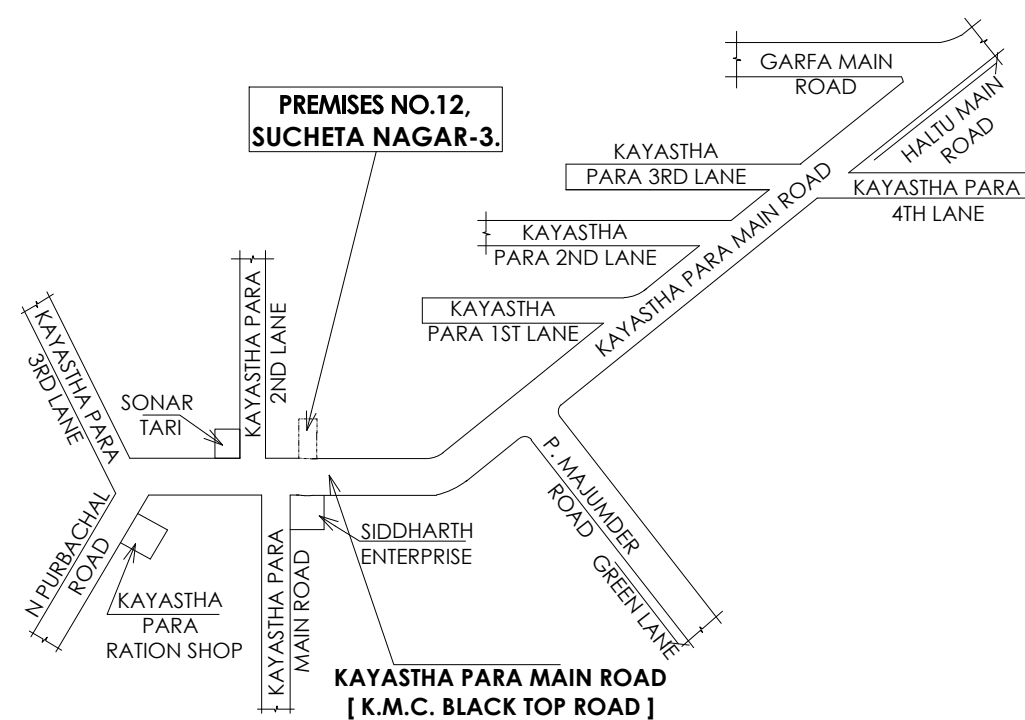 GARFA MAIN
ROAD
HALTU MAIN
ROAD
PREMISES NO.12,
SUCHETA NAGAR-3.
KAYASTHA
PARA 3RD LANE
KAYASTHA PARA
4TH LANE
KAYASTHA
PARA 2ND LANE
KAYASTHA PARA MAIN ROAD
KAYASTHA
PARA 1ST LANE
KAYASTHA PARA
3RD LANE
SONAR
TARI
KAYASTHA PARA
2ND LANE
P. MAJUMDER
ROAD
GREEN LANE
N PURBACHAL
ROAD
KAYASTHA
PARA
RATION SHOP
KAYASTHA PARA
MAIN ROAD
SIDDHARTH
ENTERPRISE
KAYASTHA PARA MAIN ROAD
[ K.M.C. BLACK TOP ROAD ]